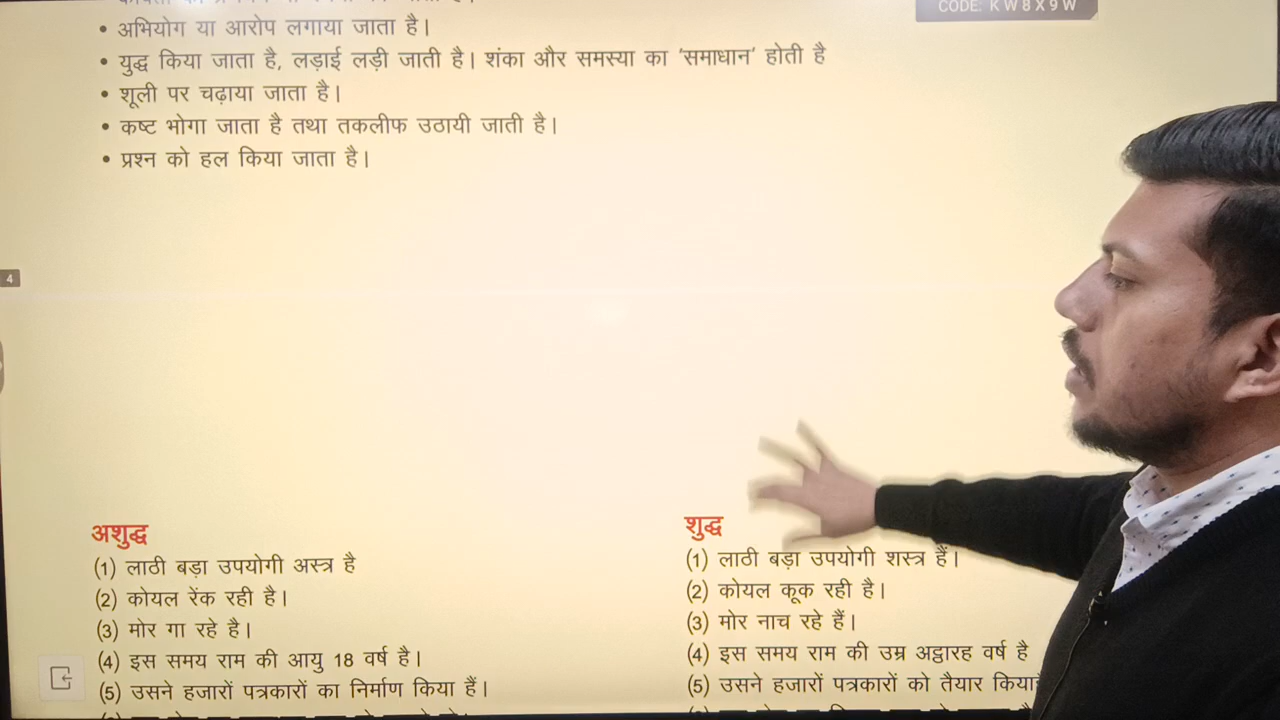 CODE: K W 8 X 9 W
• अभियोग या आरोप लगाया जाता है।
• युद्ध किया जाता है, लड़ाई लड़ी जाती है। शंका और समस्या का ‘समाधान’ होती है
• शूली पर चढ़ाया जाता है।
• कष्ट भोगा जाता है तथा तकलीफ उठायी जाती है।
• प्रश्न को हल किया जाता है।
4
अशुद्ध
(1) लाठी बड़ा उपयोगी अस्त्र है
(2) कोयल रेंक रही है।
(3) मोर गा रहे है।
(4) इस समय राम की आयु 18 वर्ष है।
(5) उसने हजारों पत्रकारों का निर्माण किया हैं।
शुद्ध
(1) लाठी बड़ा उपयोगी शस्त्र हैं।
(2) कोयल कूक रही है।
(3) मोर नाच रहे हैं।
(4) इस समय राम की उम्र अट्ठारह वर्ष है
(5) उसने हजारों पत्रकारों को तैयार किया